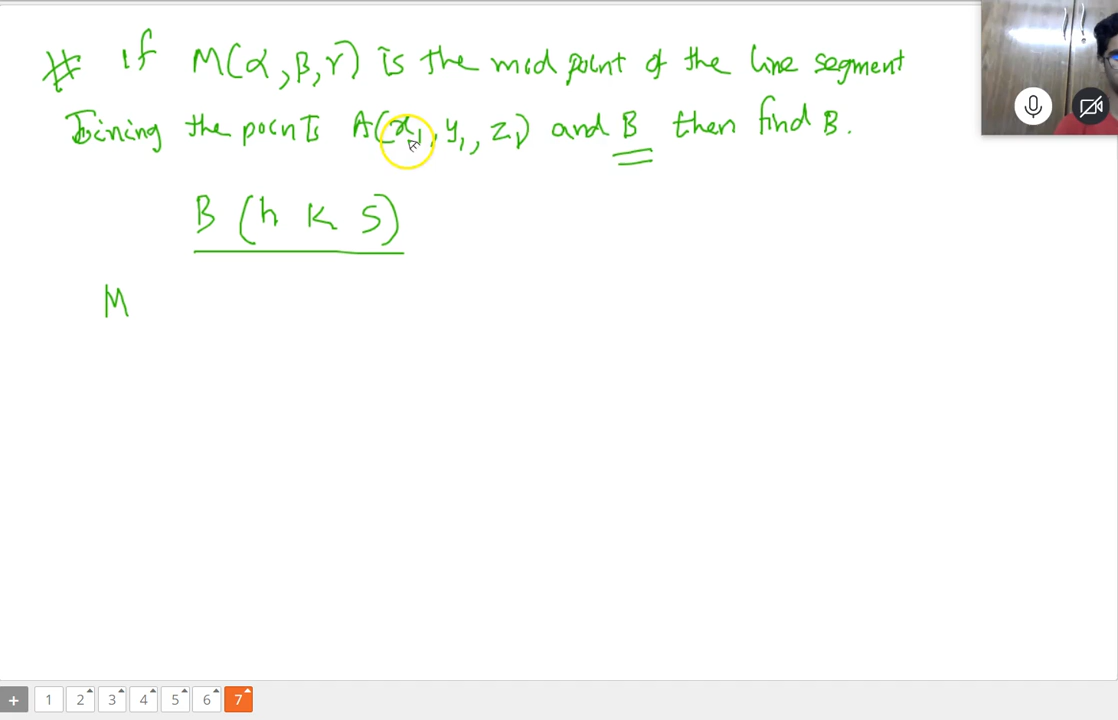 # if M(α, β, γ) is the mid point of the line segment
Joining the points A(x₁, y₁, z₁) and B then find B.
B (h k s)
M
+ 1 2 3 4 5 6 7